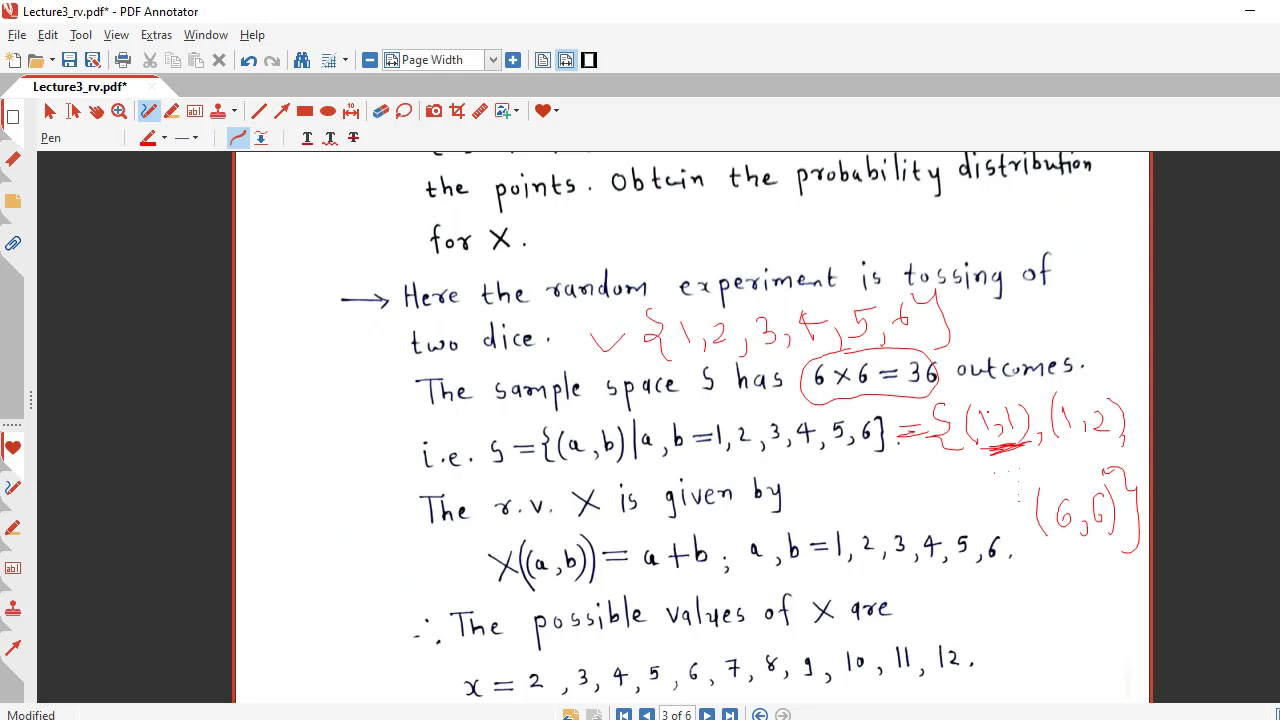 Lecture3_rv.pdf* - PDF Annotator
File Edit Tool View Extras Window Help
Page Width
Lecture3_rv.pdf*
Pen
the points. Obtain the probability distribution
for X.
→ Here the random experiment is tossing of
two dice. ✓ {1,2,3,4,5,6}
The sample space S has 6×6=36 outcomes.
i.e. S={(a,b)|a,b=1,2,3,4,5,6}. = {(1,1),(1,2),
(6,6)}
The r.v. X is given by
X((a,b))= a+b; a,b=1,2,3,4,5,6.
∴ The possible values of X are
x = 2,3,4,5,6,7,8,9,10,11,12.
Modified 3 of 6